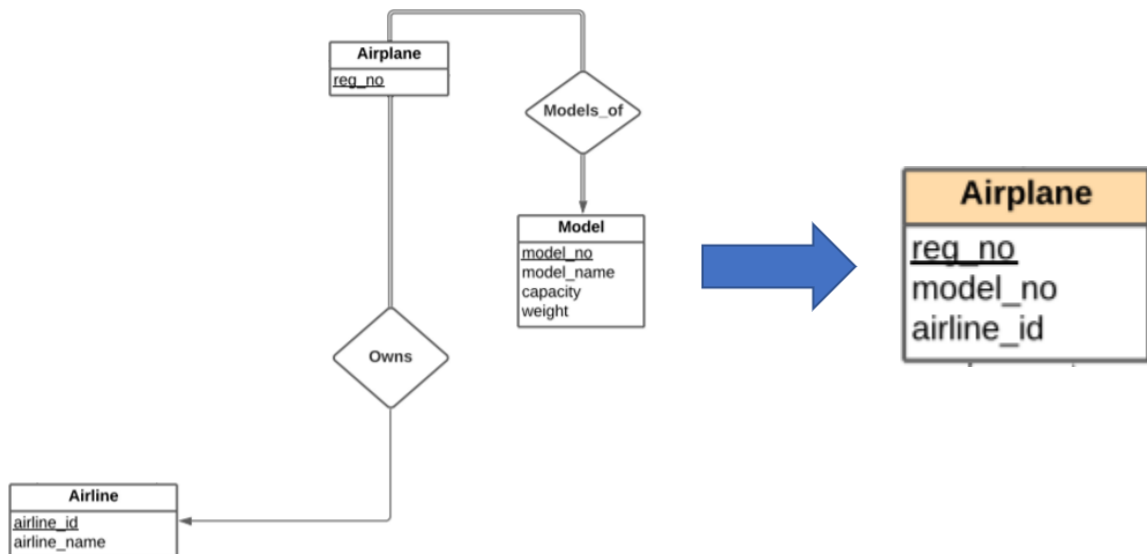 Airplane
reg_no
Models_of
Model
model_no
model_name
capacity
weight
Owns
Airline
airline_id
airline_name
Airplane
reg_no
model_no
airline_id